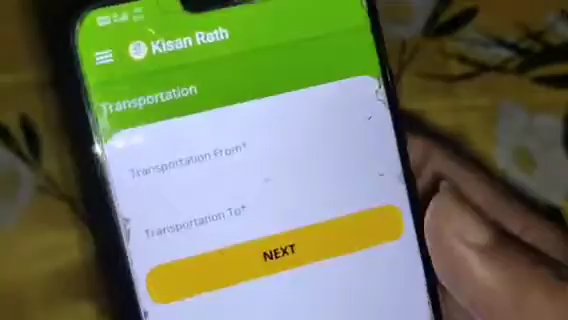 Kisan Rath
Transportation
Transportation From*
Transportation To*
NEXT